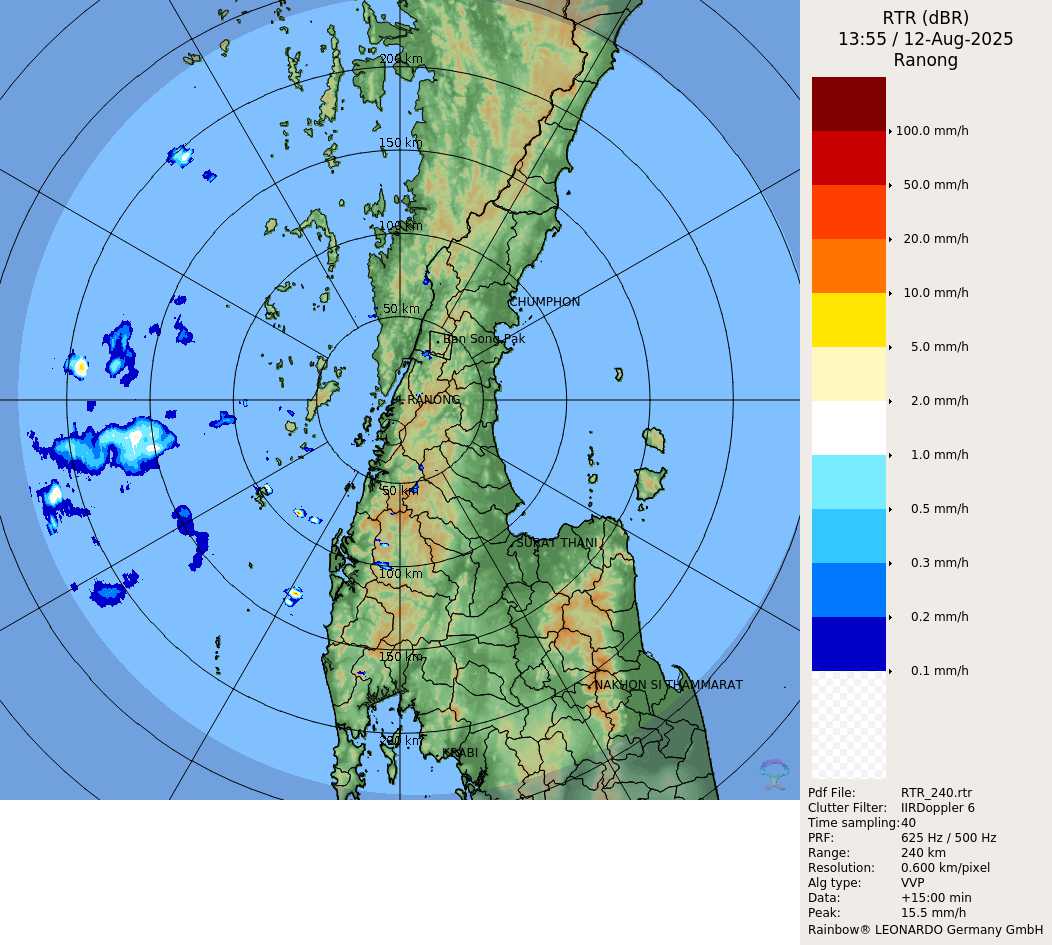 RTR (dBR)
13:55 / 12-Aug-2025
Ranong
200 km
150 km
100 km
50 km
CHUMPHON
Ban Song Pak
RANONG
50 km
SURAT THANI
100 km
150 km
NAKHON SI THAMMARAT
200 km
KRABI
100.0 mm/h
50.0 mm/h
20.0 mm/h
10.0 mm/h
5.0 mm/h
2.0 mm/h
1.0 mm/h
0.5 mm/h
0.3 mm/h
0.2 mm/h
0.1 mm/h
Pdf File: RTR_240.rtr
Clutter Filter: IIRDoppler 6
Time sampling: 40
PRF: 625 Hz / 500 Hz
Range: 240 km
Resolution: 0.600 km/pixel
Alg type: VVP
Data: +15:00 min
Peak: 15.5 mm/h
Rainbow® LEONARDO Germany GmbH